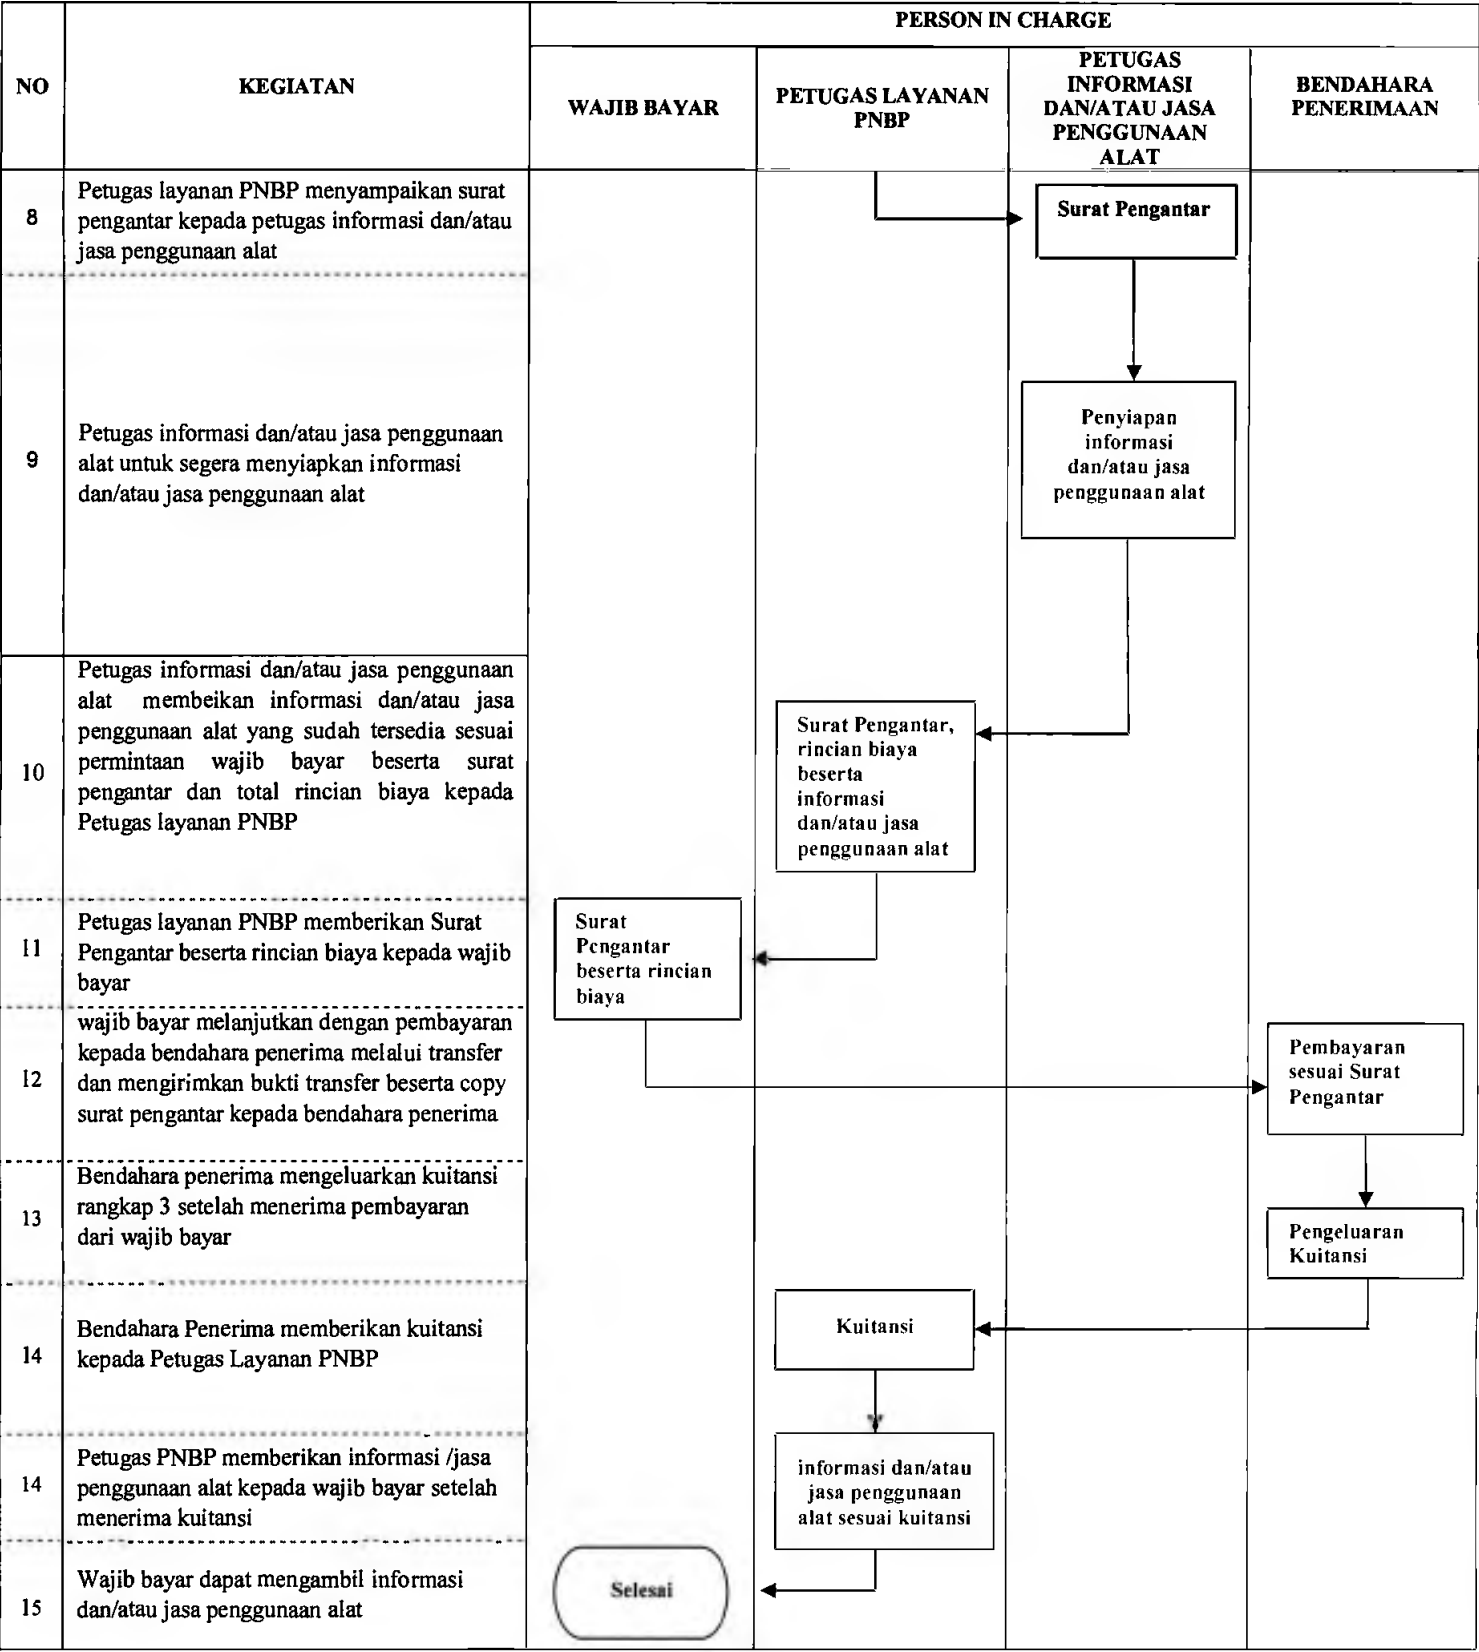 PERSON IN CHARGE
NO
KEGIATAN
WAJIB BAYAR
PETUGAS LAYANAN
PNBP
PETUGAS
INFORMASI
DAN/ATAU JASA
PENGGUNAAN
ALAT
BENDAHARA
PENERIMAAN
8
Petugas layanan PNBP menyampaikan surat
pengantar kepada petugas informasi dan/atau
jasa penggunaan alat
Surat Pengantar
9
Petugas informasi dan/atau jasa penggunaan
alat untuk segera menyiapkan informasi
dan/atau jasa penggunaan alat
Penyiapan
informasi
dan/atau jasa
penggunaan alat
10
Petugas informasi dan/atau jasa penggunaan
alat membeikan informasi dan/atau jasa
penggunaan alat yang sudah tersedia sesuai
permintaan wajib bayar beserta surat
pengantar dan total rincian biaya kepada
Petugas layanan PNBP
Surat Pengantar,
rincian biaya
beserta
informasi
dan/atau jasa
penggunaan alat
11
Petugas layanan PNBP memberikan Surat
Pengantar beserta rincian biaya kepada wajib
bayar
Surat
Pengantar
beserta rincian
biaya
12
wajib bayar melanjutkan dengan pembayaran
kepada bendahara penerima melalui transfer
dan mengirimkan bukti transfer beserta copy
surat pengantar kepada bendahara penerima
Pembayaran
sesuai Surat
Pengantar
13
Bendahara penerima mengeluarkan kuitansi
rangkap 3 setelah menerima pembayaran
dari wajib bayar
Pengeluaran
Kuitansi
14
Bendahara Penerima memberikan kuitansi
kepada Petugas Layanan PNBP
Kuitansi
14
Petugas PNBP memberikan informasi /jasa
penggunaan alat kepada wajib bayar setelah
menerima kuitansi
informasi dan/atau
jasa penggunaan
alat sesuai kuitansi
15
Wajib bayar dapat mengambil informasi
dan/atau jasa penggunaan alat
Selesai